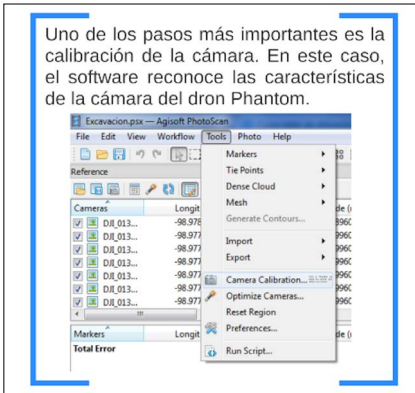 Uno de los pasos más importantes es la
calibración de la cámara. En este caso,
el software reconoce las características
de la cámara del dron Phantom.
Excavacion.psx — Agisoft PhotoScan
File Edit View Workflow Tools Photo Help
Markers
Tie Points
Reference
Dense Cloud
Mesh
Cameras Longit
Generate Contours...
DJI_013... -98.978
DJI_013... -98.977
Import
DJI_013... -98.977
Export
DJI_013... -98.977
DJI_013... -98.977
Camera Calibration...
DJI_013... -98.977
Optimize Cameras...
Reset Region
Markers Longit
Preferences...
Total Error
Run Script...